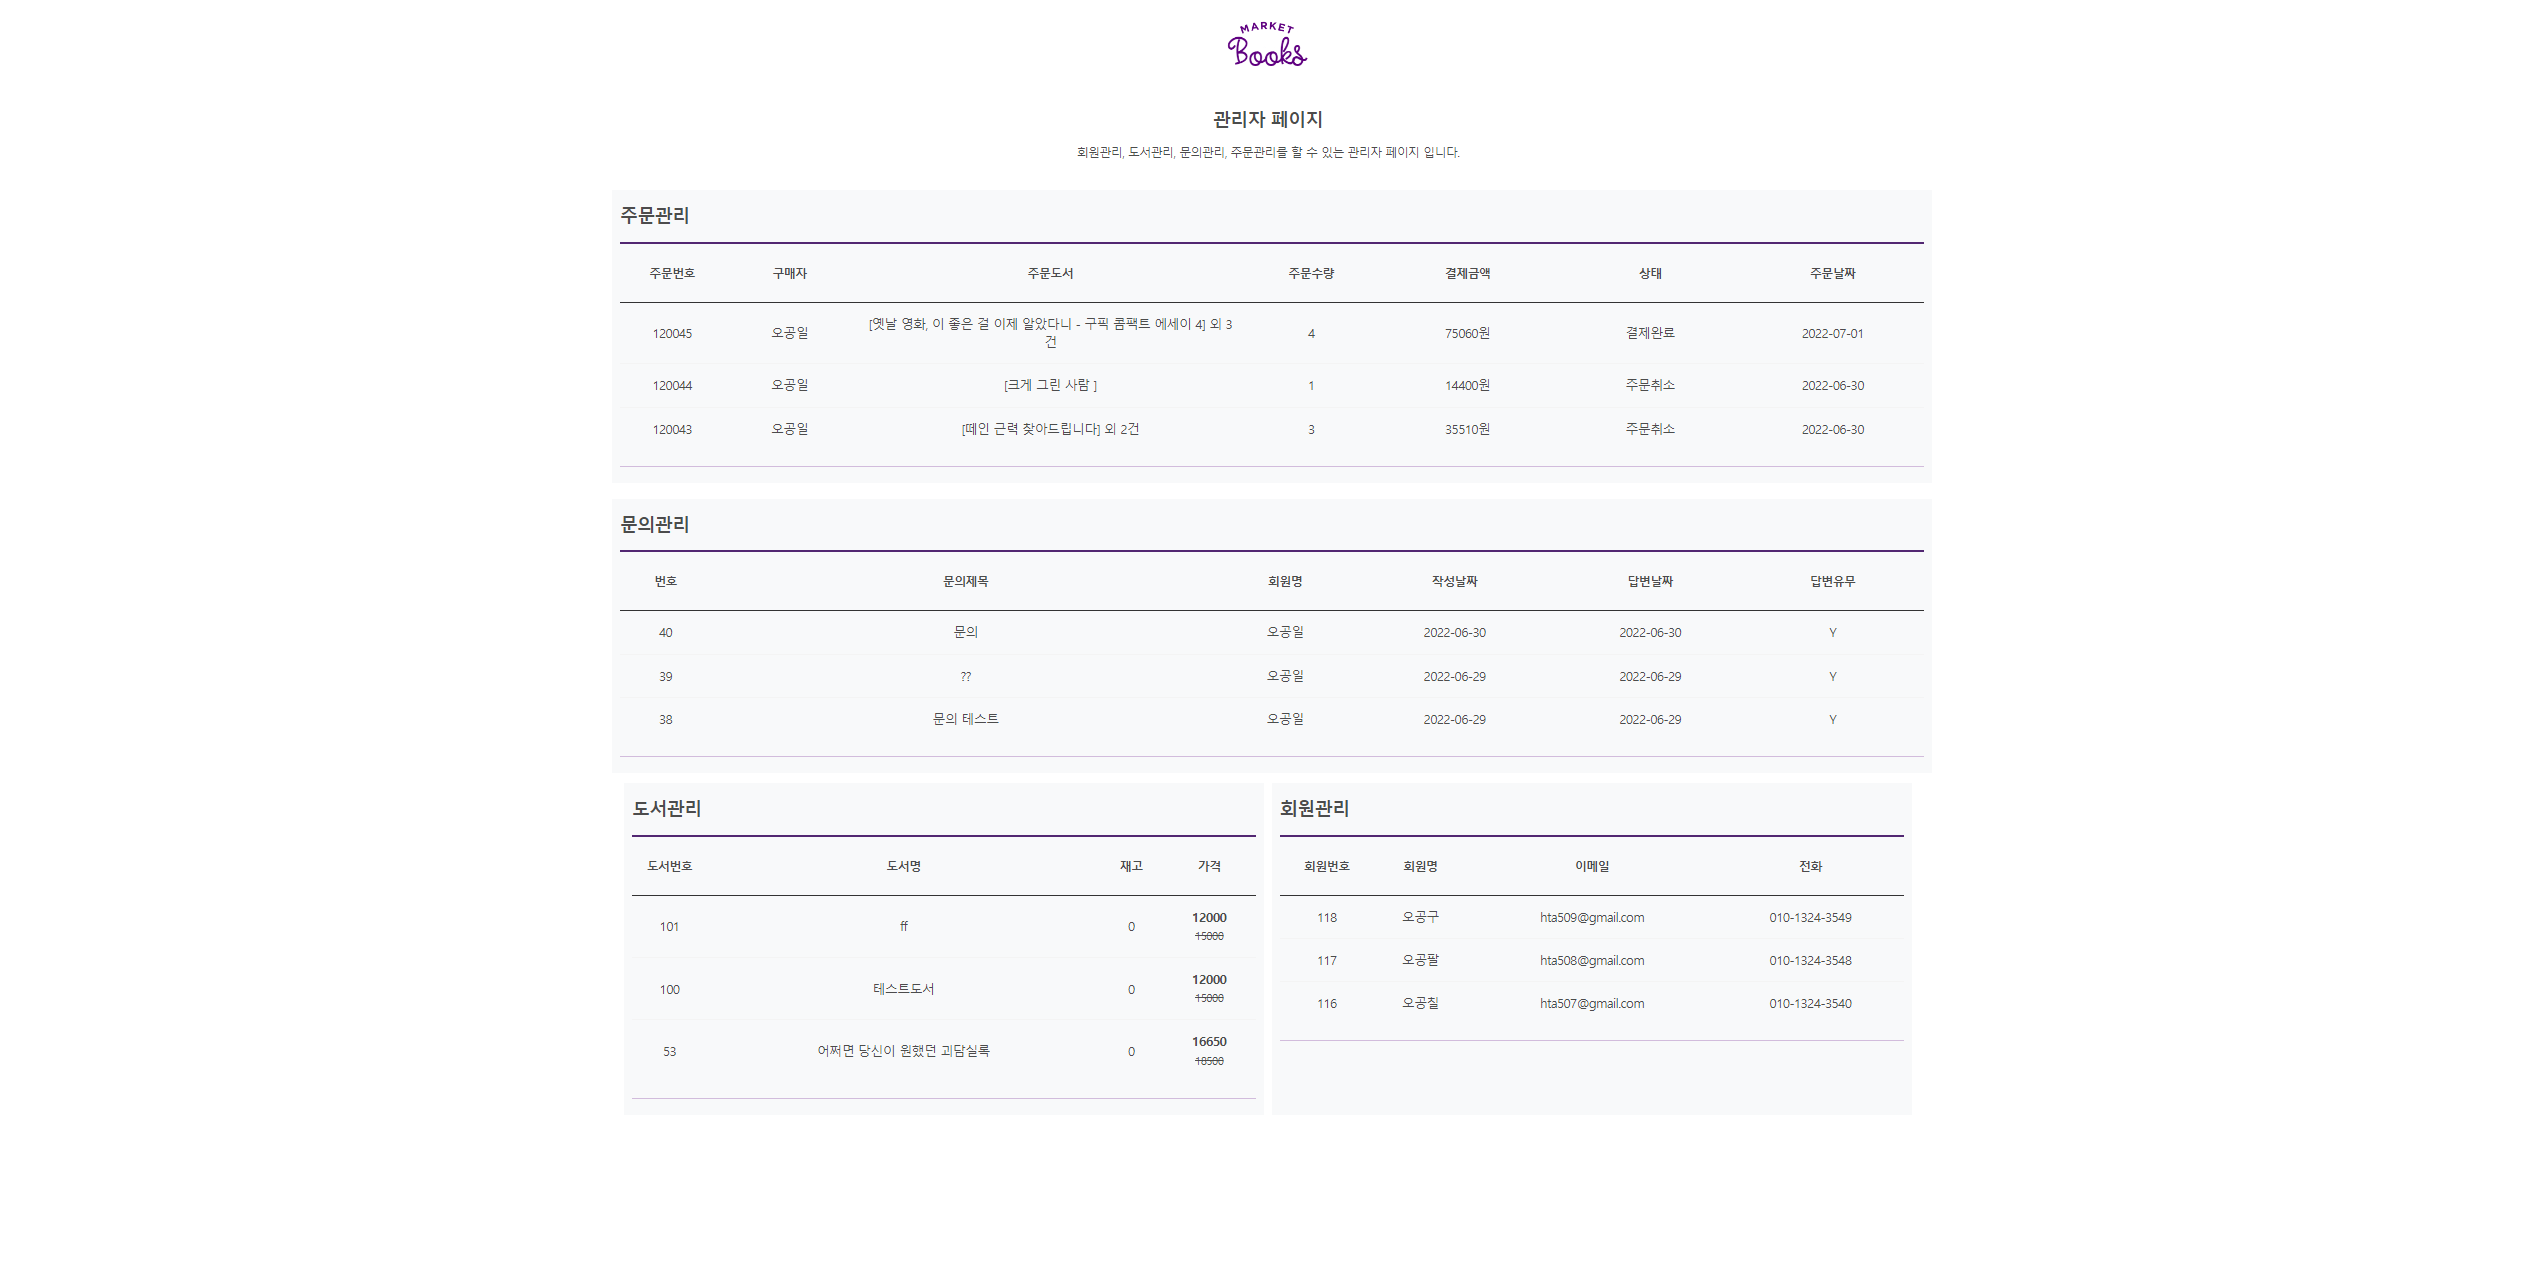 MARKET
Books
관리자 페이지
회원관리, 도서관리, 문의관리, 주문관리를 할 수 있는 관리자 페이지 입니다.
주문관리
주문번호 구매자 주문도서 주문수량 결제금액 상태 주문날짜
120045 오공일 [옛날 영화, 이 좋은 걸 이제 알았다니 - 구픽 콤팩트 에세이 4] 외 3
건 4 75060원 결제완료 2022-07-01
120044 오공일 [크게 그린 사람 ] 1 14400원 주문취소 2022-06-30
120043 오공일 [떼인 근력 찾아드립니다] 외 2건 3 35510원 주문취소 2022-06-30
문의관리
번호 문의제목 회원명 작성날짜 답변날짜 답변유무
40 문의 오공일 2022-06-30 2022-06-30 Y
39 ?? 오공일 2022-06-29 2022-06-29 Y
38 문의 테스트 오공일 2022-06-29 2022-06-29 Y
도서관리
도서번호 도서명 재고 가격
101 ff 0 12000
15000
100 테스트도서 0 12000
15000
53 어쩌면 당신이 원했던 괴담실록 0 16650
18500
회원관리
회원번호 회원명 이메일 전화
118 오공구 hta509@gmail.com 010-1324-3549
117 오공팔 hta508@gmail.com 010-1324-3548
116 오공칠 hta507@gmail.com 010-1324-3540